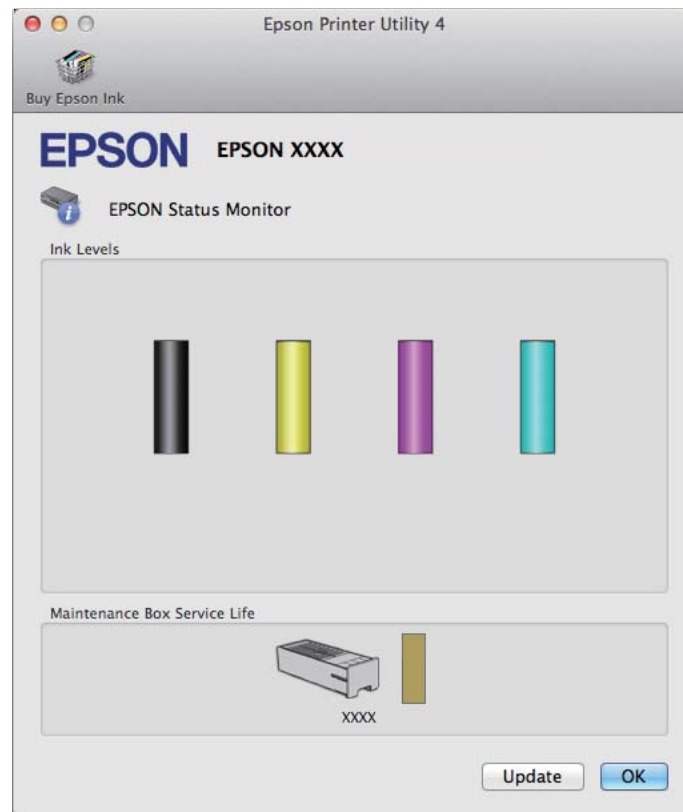 Epson Printer Utility 4
Buy Epson Ink
EPSON EPSON XXXX
EPSON Status Monitor
Ink Levels
Maintenance Box Service Life
XXXX
Update OK